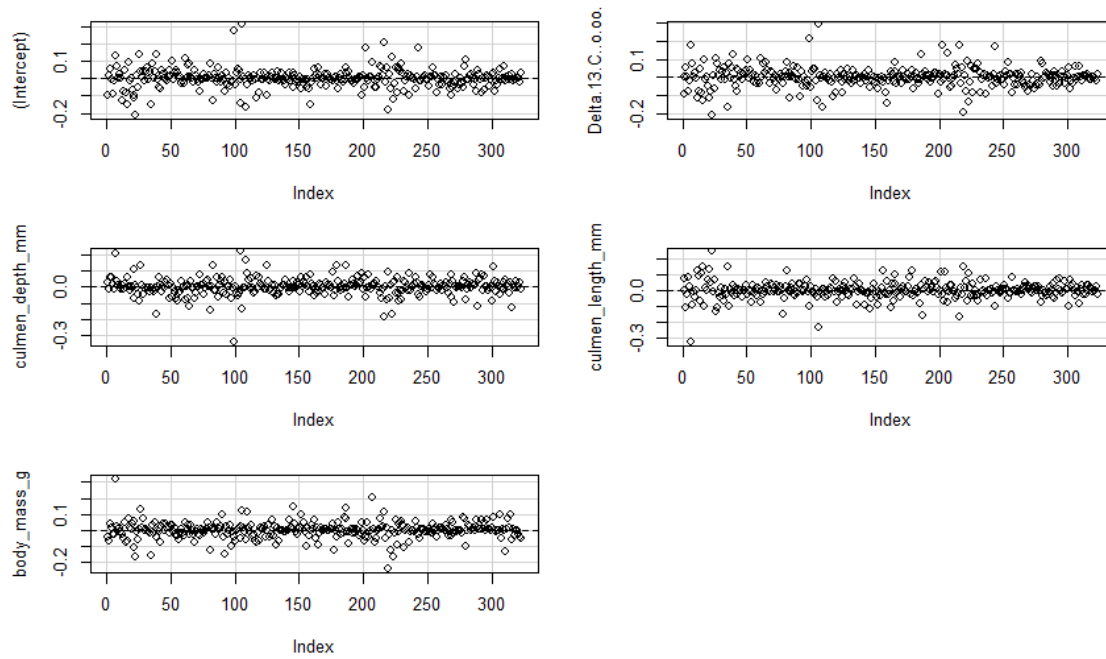 (Intercept)
0.1
-0.2
0 50 100 150 200 250 300
Index
Delta.13.C..o.oo.
0.1
-0.2
0 50 100 150 200 250 300
Index
culmen_depth_mm
0.0
-0.3
0 50 100 150 200 250 300
Index
culmen_length_mm
0.0
-0.3
0 50 100 150 200 250 300
Index
body_mass_g
0.1
-0.2
0 50 100 150 200 250 300
Index